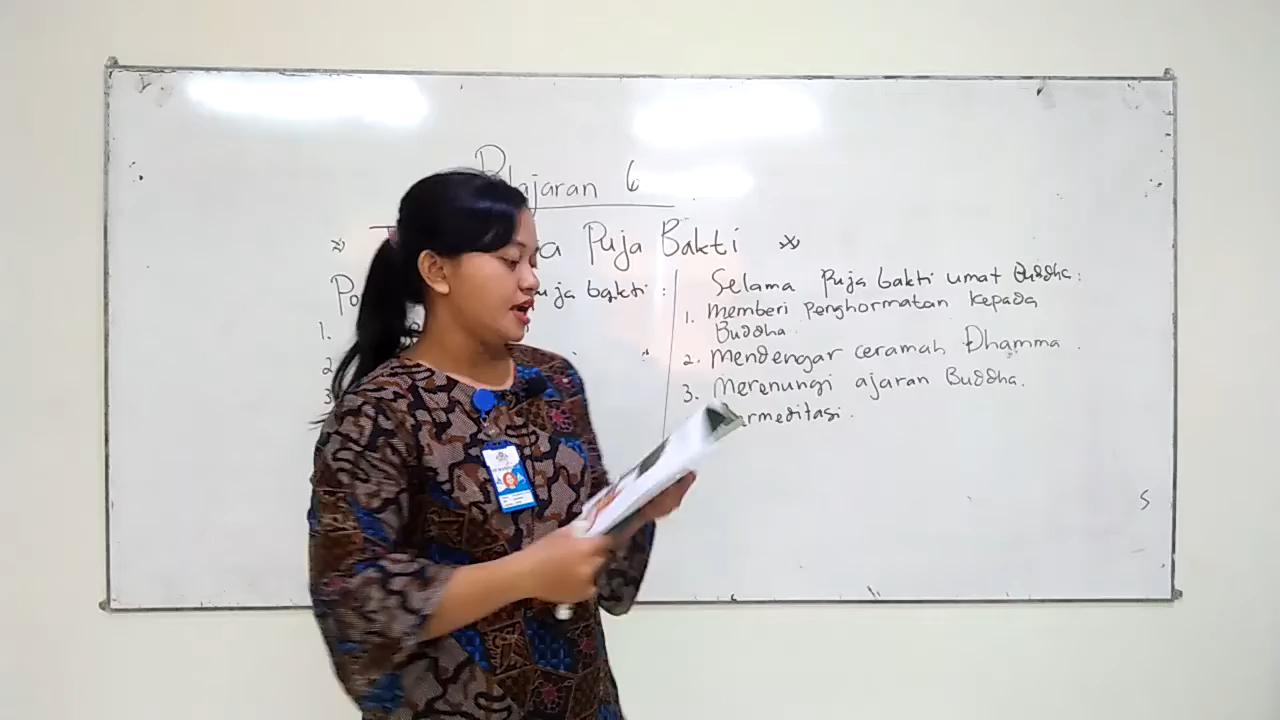 Pelajaran 6
Puja Bakti
puja bakti :
1.
2
3
Selama Puja bakti umat Buddha :
1. Memberi penghormatan kepada
Buddha.
2. Mendengar ceramah Dhamma .
3. Merenungi ajaran Buddha.
ermeditasi .
S